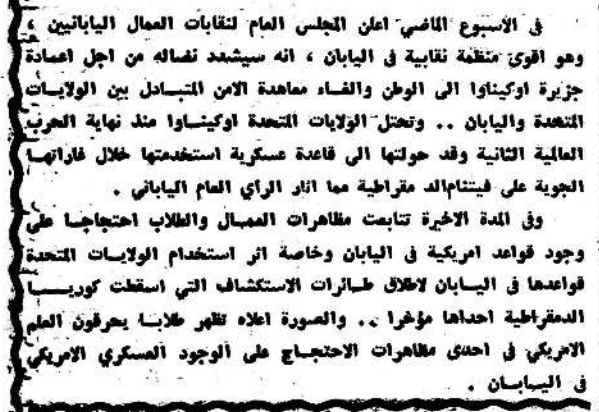 في الأسبوع الماضي اعلن المجلس العام لنقابات العمال اليابانيين ،
وهو اقوى منظمة نقابية في اليابان ، انه سيشدد نضاله من اجل اعادة
جزيرة اوكيناوا الى الوطن والغاء معاهدة الامن المتبادل بين الولايات
المتحدة واليابان .. وتحتل الولايات المتحدة اوكيناوا منذ نهاية الحرب
العالمية الثانية وقد حولتها الى قاعدة عسكرية استخدمتها خلال غاراتها
الجوية على فيتنام الد مقراطية مما اثار الراي العام الياباني .
وفي المدة الاخيرة تتابعت مظاهرات العمال والطلاب احتجاجا على
وجود قواعد امريكية في اليابان وخاصة اثر استخدام الولايات المتحدة
قواعدها في اليابان لاطلاق طائرات الاستكشاف التي اسقطت كوريا
الدمقراطية احداها مؤخرا .. والصورة اعلاه تظهر طلابا يحرقون العلم
الامريكي في احدى مظاهرات الاحتجاج على الوجود العسكري الامريكي
في اليابان .